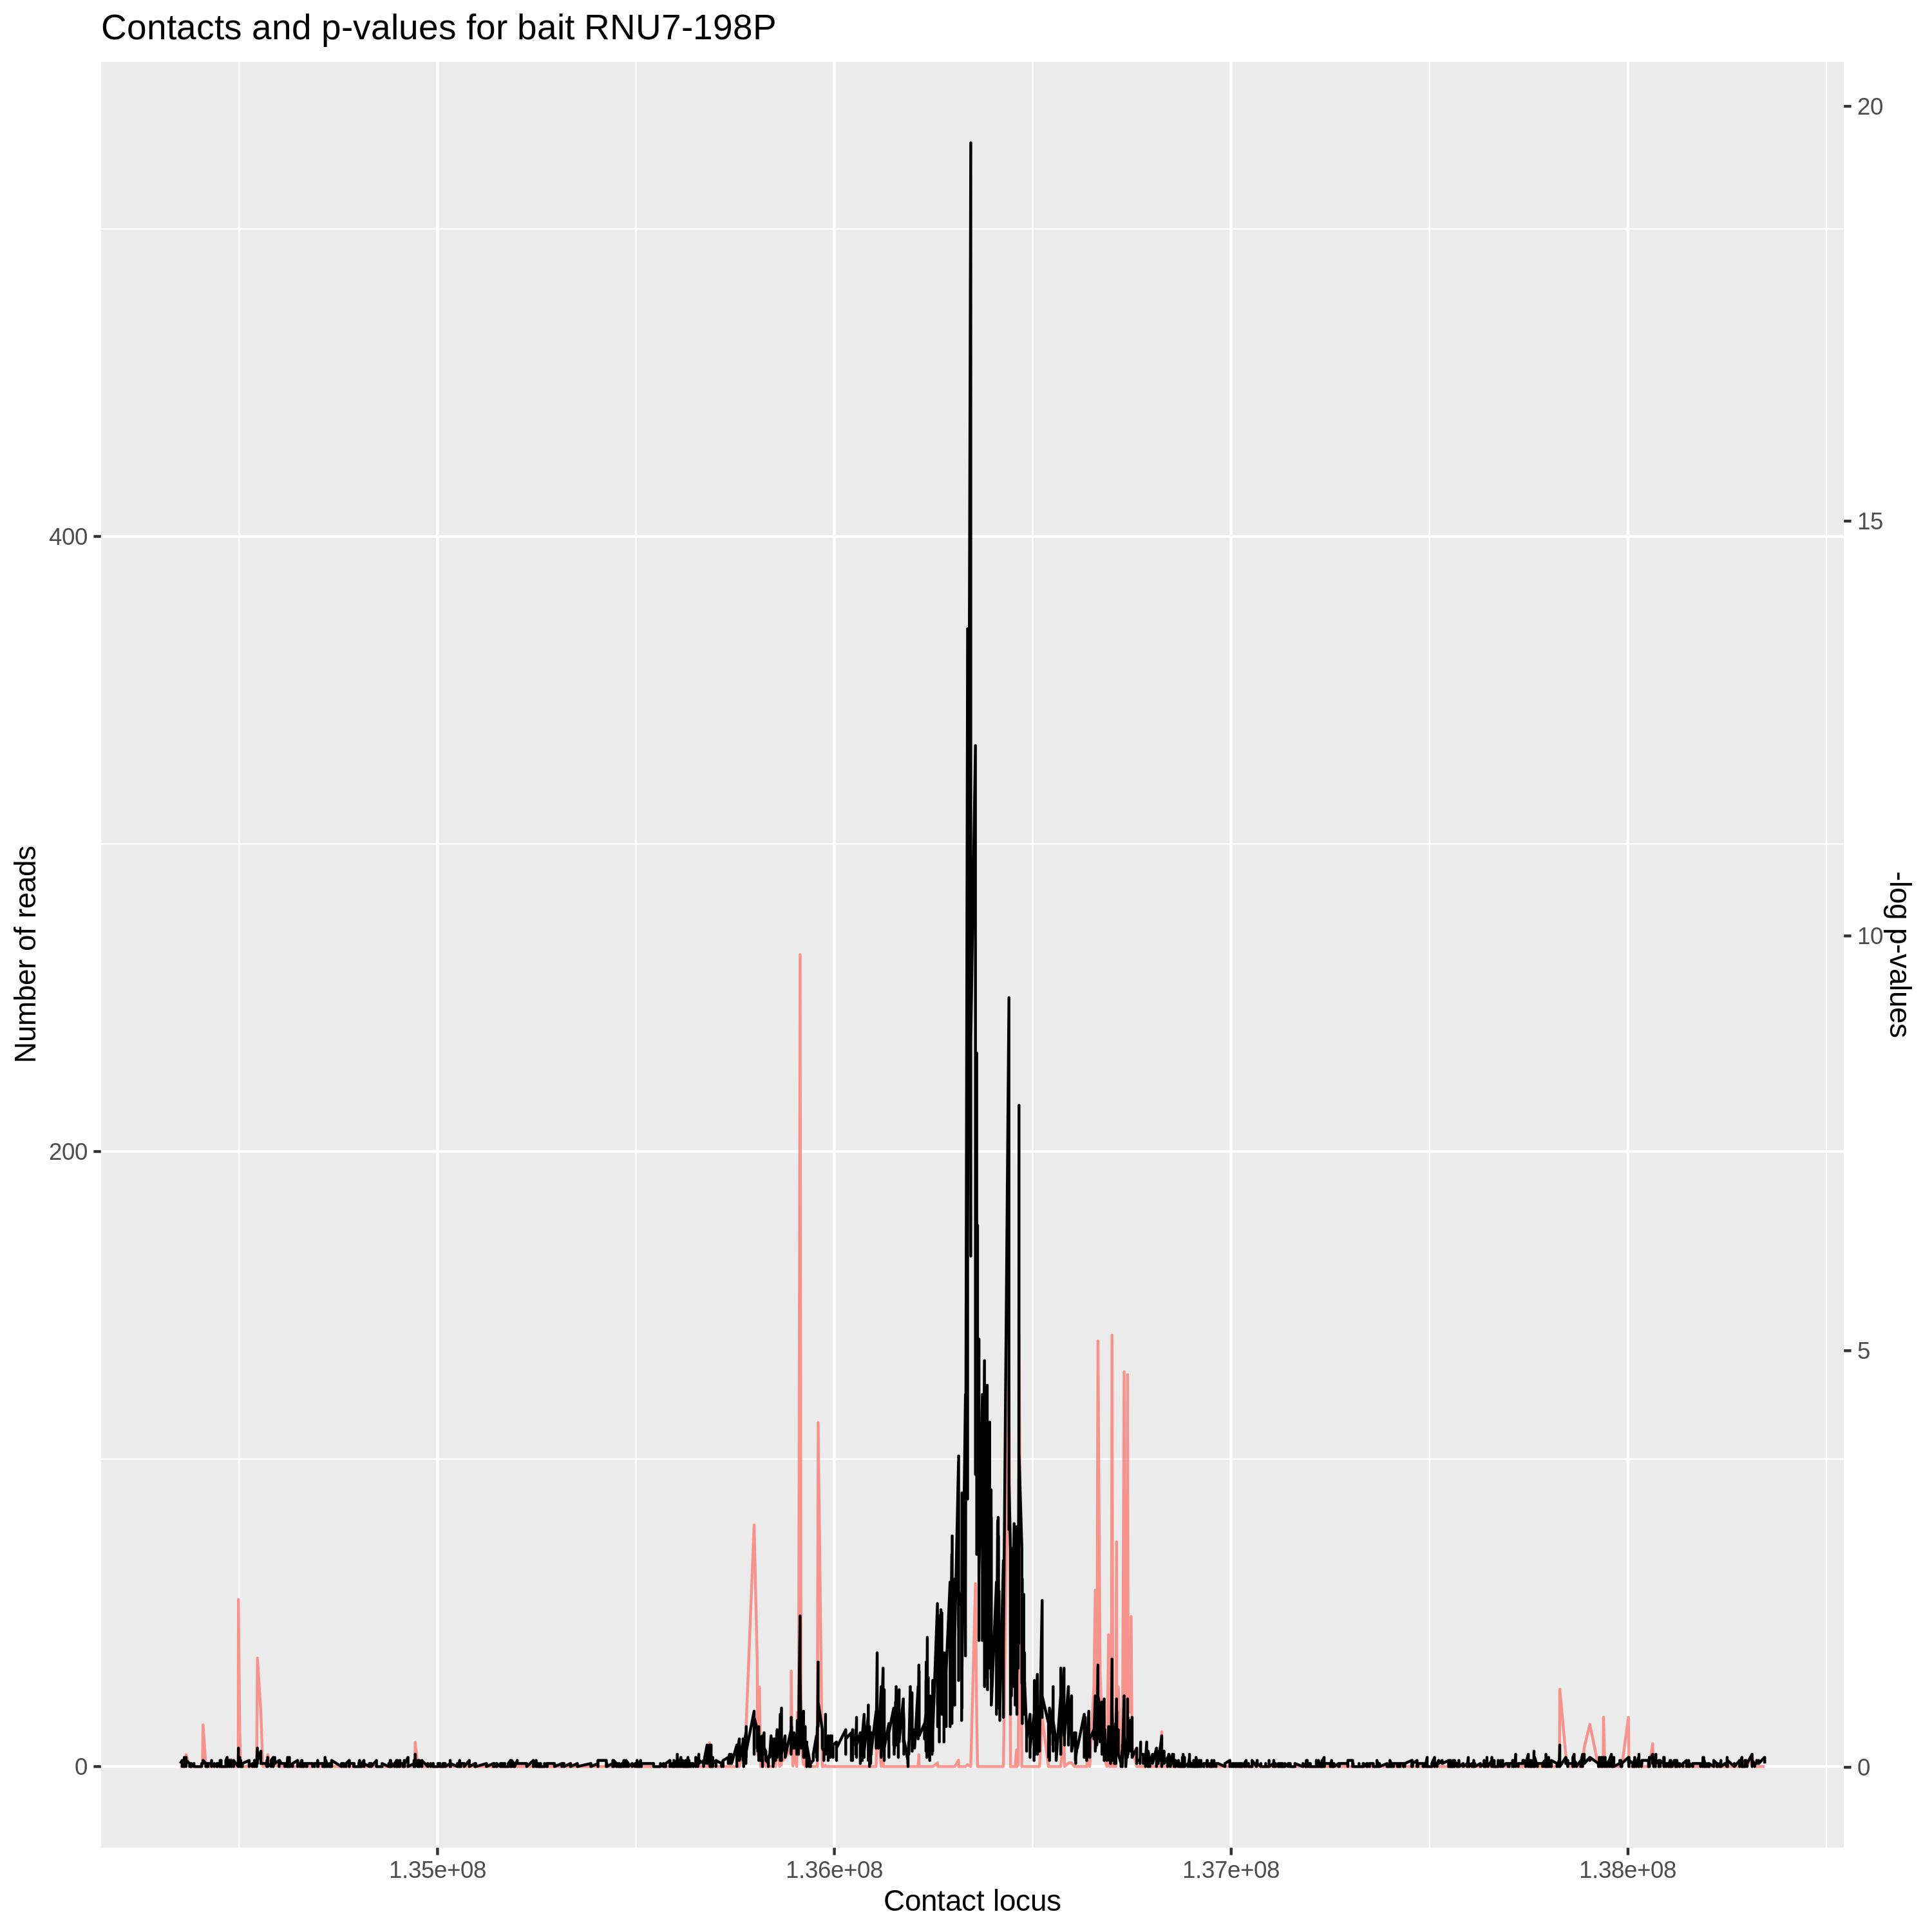 Contacts and p-values for bait RNU7-198P
Number of reads
400
200
0
20
15
10
5
0
-log p-values
1.35e+08
1.36e+08
1.37e+08
1.38e+08
Contact locus